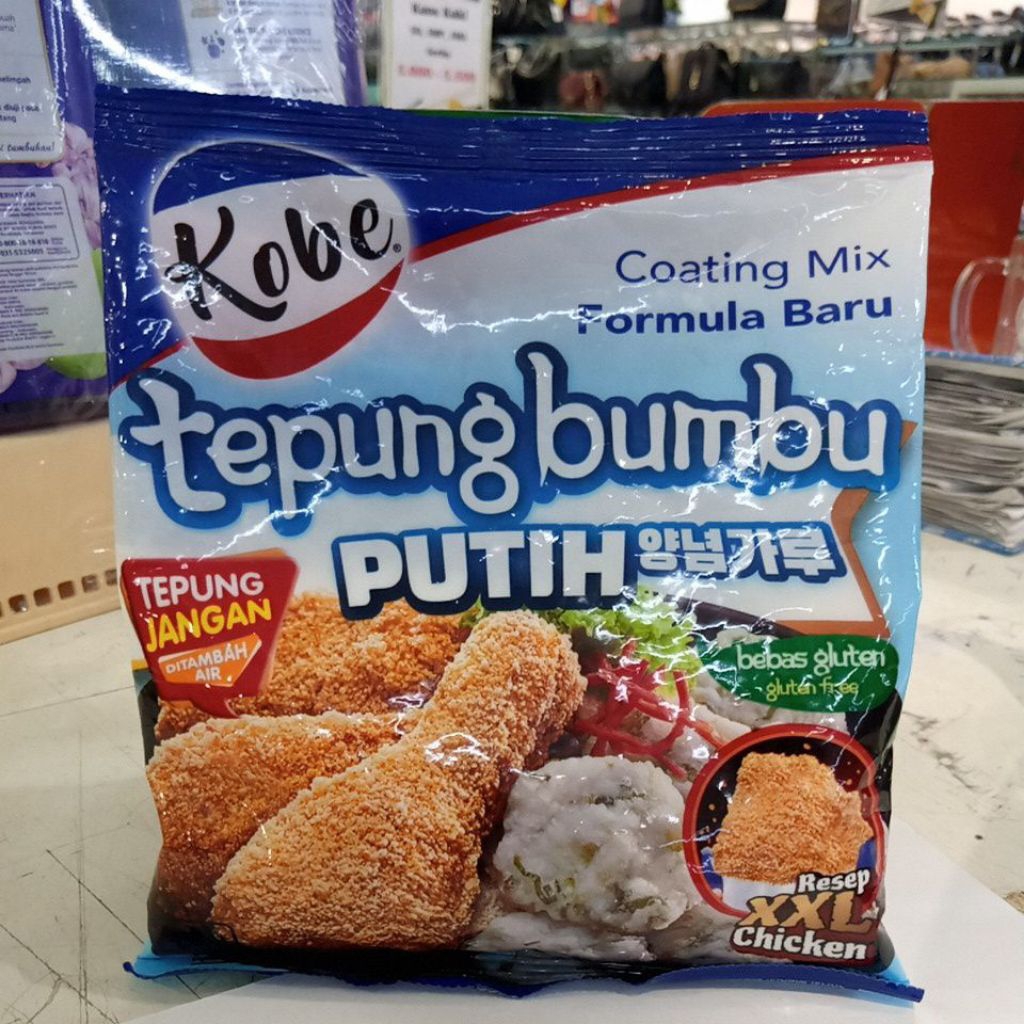 Kobe®
Coating Mix
Formula Baru
tepung bumbu
PUTIH 양념가루
TEPUNG
JANGAN
DITAMBAH
AIR
bebas gluten
gluten free
Resep
XXL
Chicken